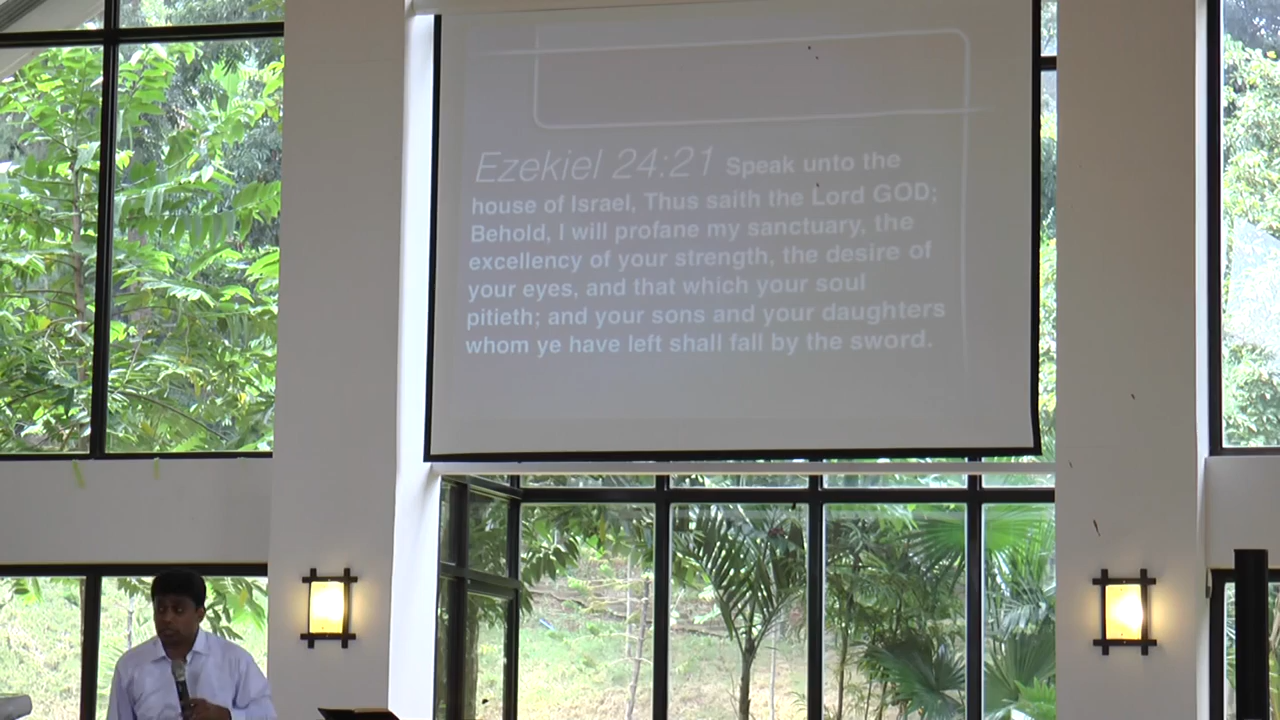 Ezekiel 24:21 Speak unto the
house of Israel, Thus saith the Lord GOD;
Behold, I will profane my sanctuary, the
excellency of your strength, the desire of
your eyes, and that which your soul
pitieth; and your sons and your daughters
whom ye have left shall fall by the sword.